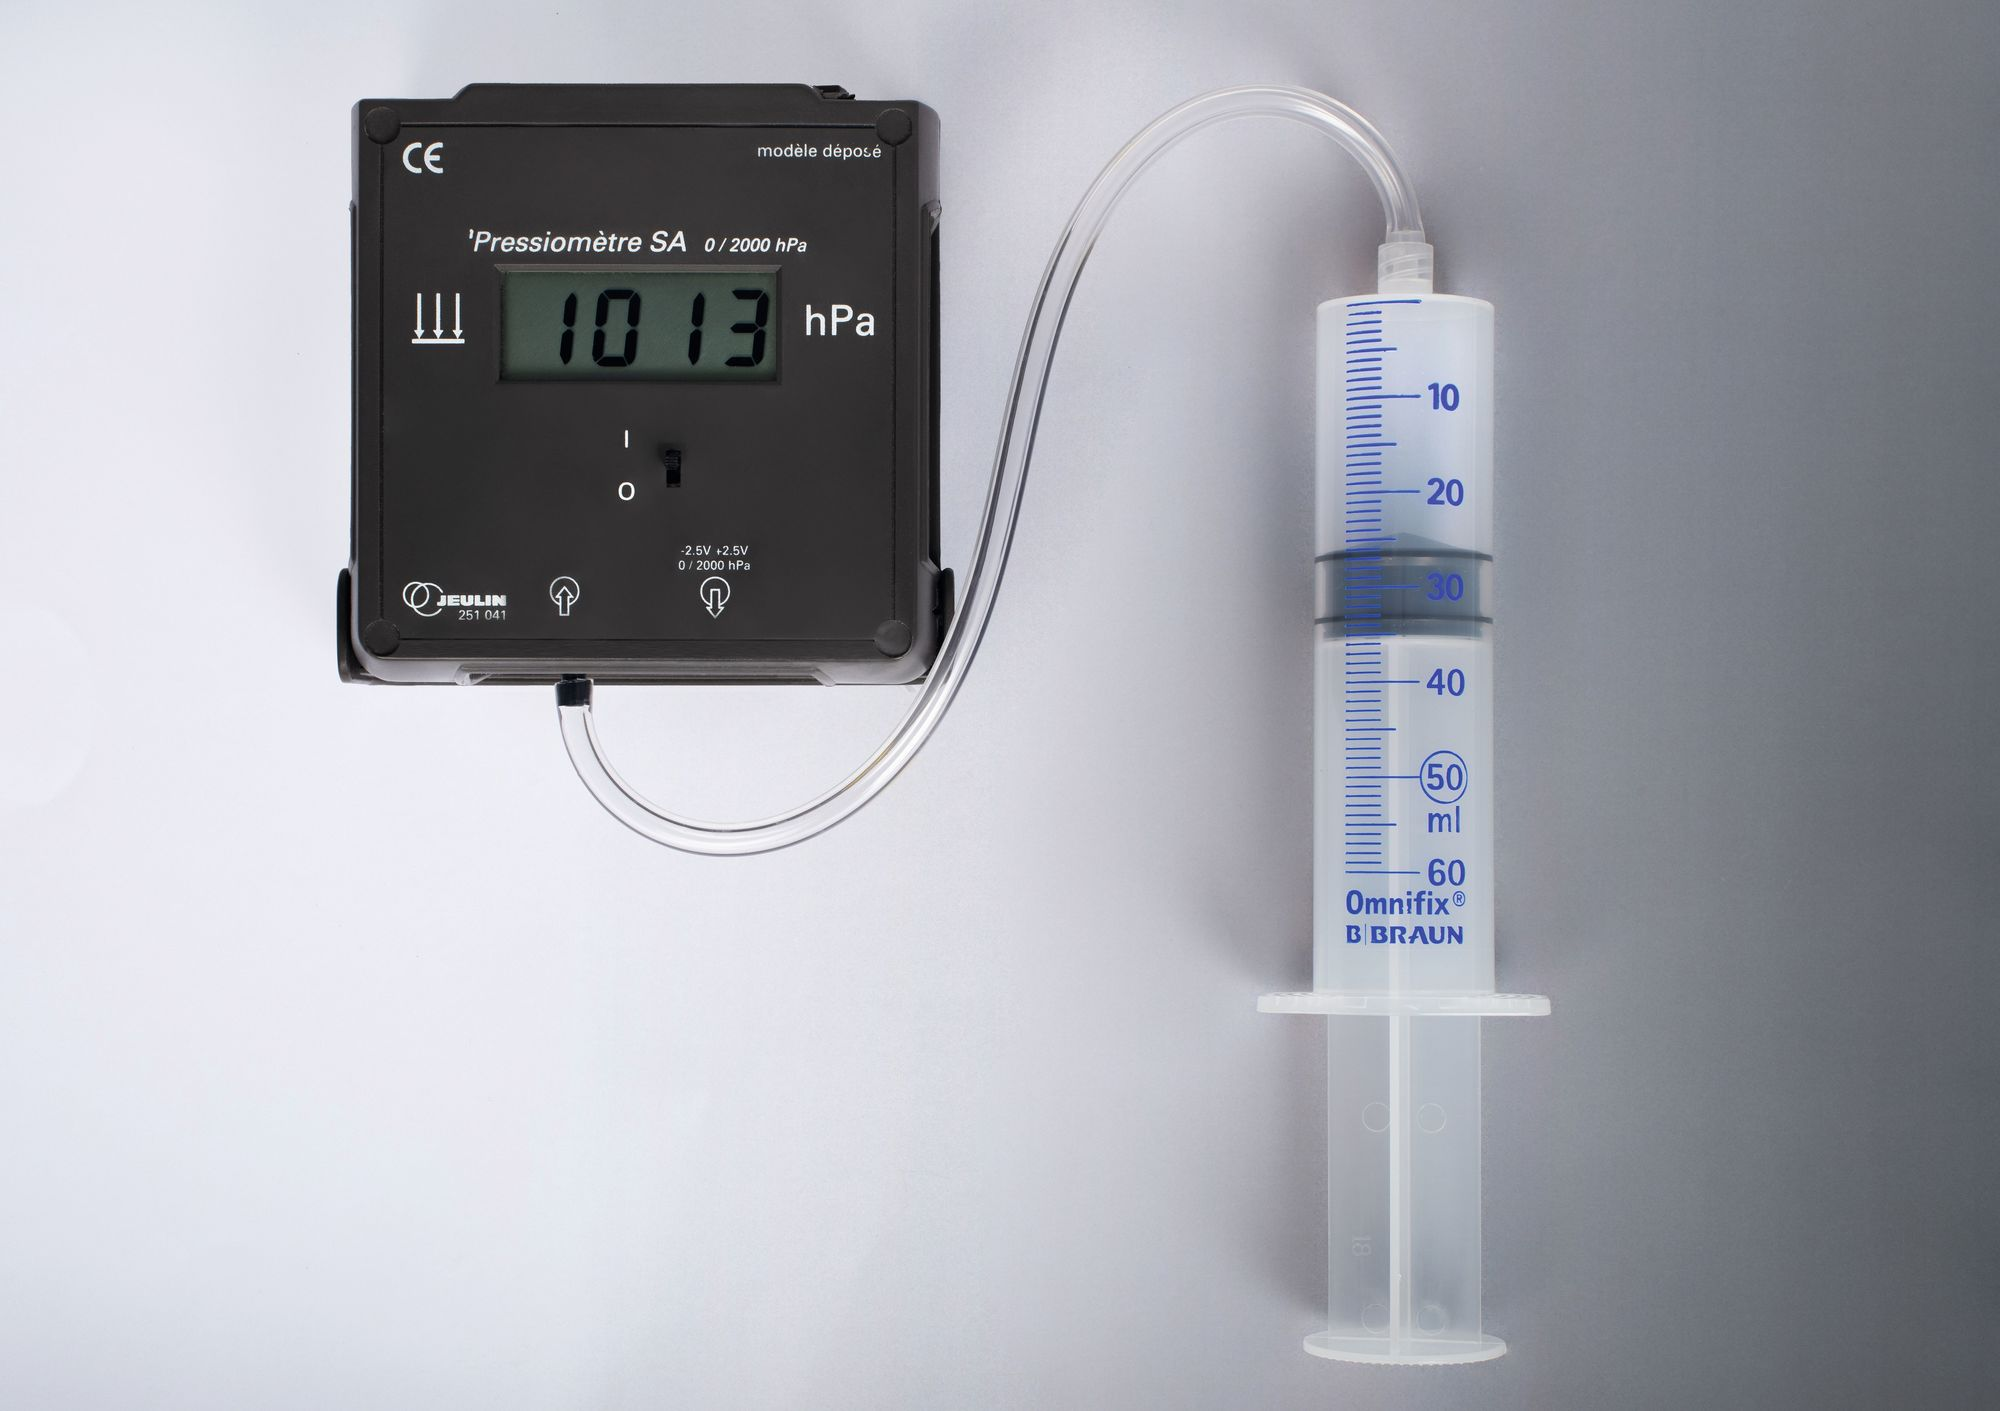 CE
modèle déposé
'Pressiomètre SA 0 / 2000 hPa
1013 hPa
I
O
-2.5V +2.5V
0 / 2000 hPa
JEULIN
251 041
10
20
30
40
50
ml
60
Omnifix®
B|BRAUN
18